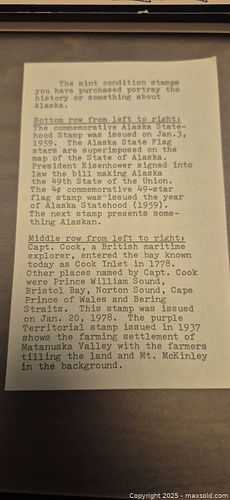 The mint condition stamps
you have purchased portray the
history or something about
Alaska.
Bottom row from left to right:
The commemorative Alaska State-
hood Stamp was issued on Jan.3,
1959. The Alaska State Flag
stars are superimposed on the
map of the State of Alaska.
President Eisenhower signed into
law the bill making Alaska
the 49th State of the Union.
The 4¢ commemorative 49-star
flag stamp was issued the year
of Alaska Statehood (1959).
The next stamp presents some-
thing Alaskan.
Middle row from left to right:
Capt. Cook, a British maritime
explorer, entered the bay known
today as Cook Inlet in 1778.
Other places named by Capt. Cook
were Prince William Sound,
Bristol Bay, Norton Sound, Cape
Prince of Wales and Bering
Straits. This stamp was issued
on Jan. 20, 1978. The purple
Territorial stamp issued in 1937
shows the farming settlement of
Matanuska Valley with the farmers
tilling the land and Mt. McKinley
in the background.
Copyright 2025 - maxsold.com